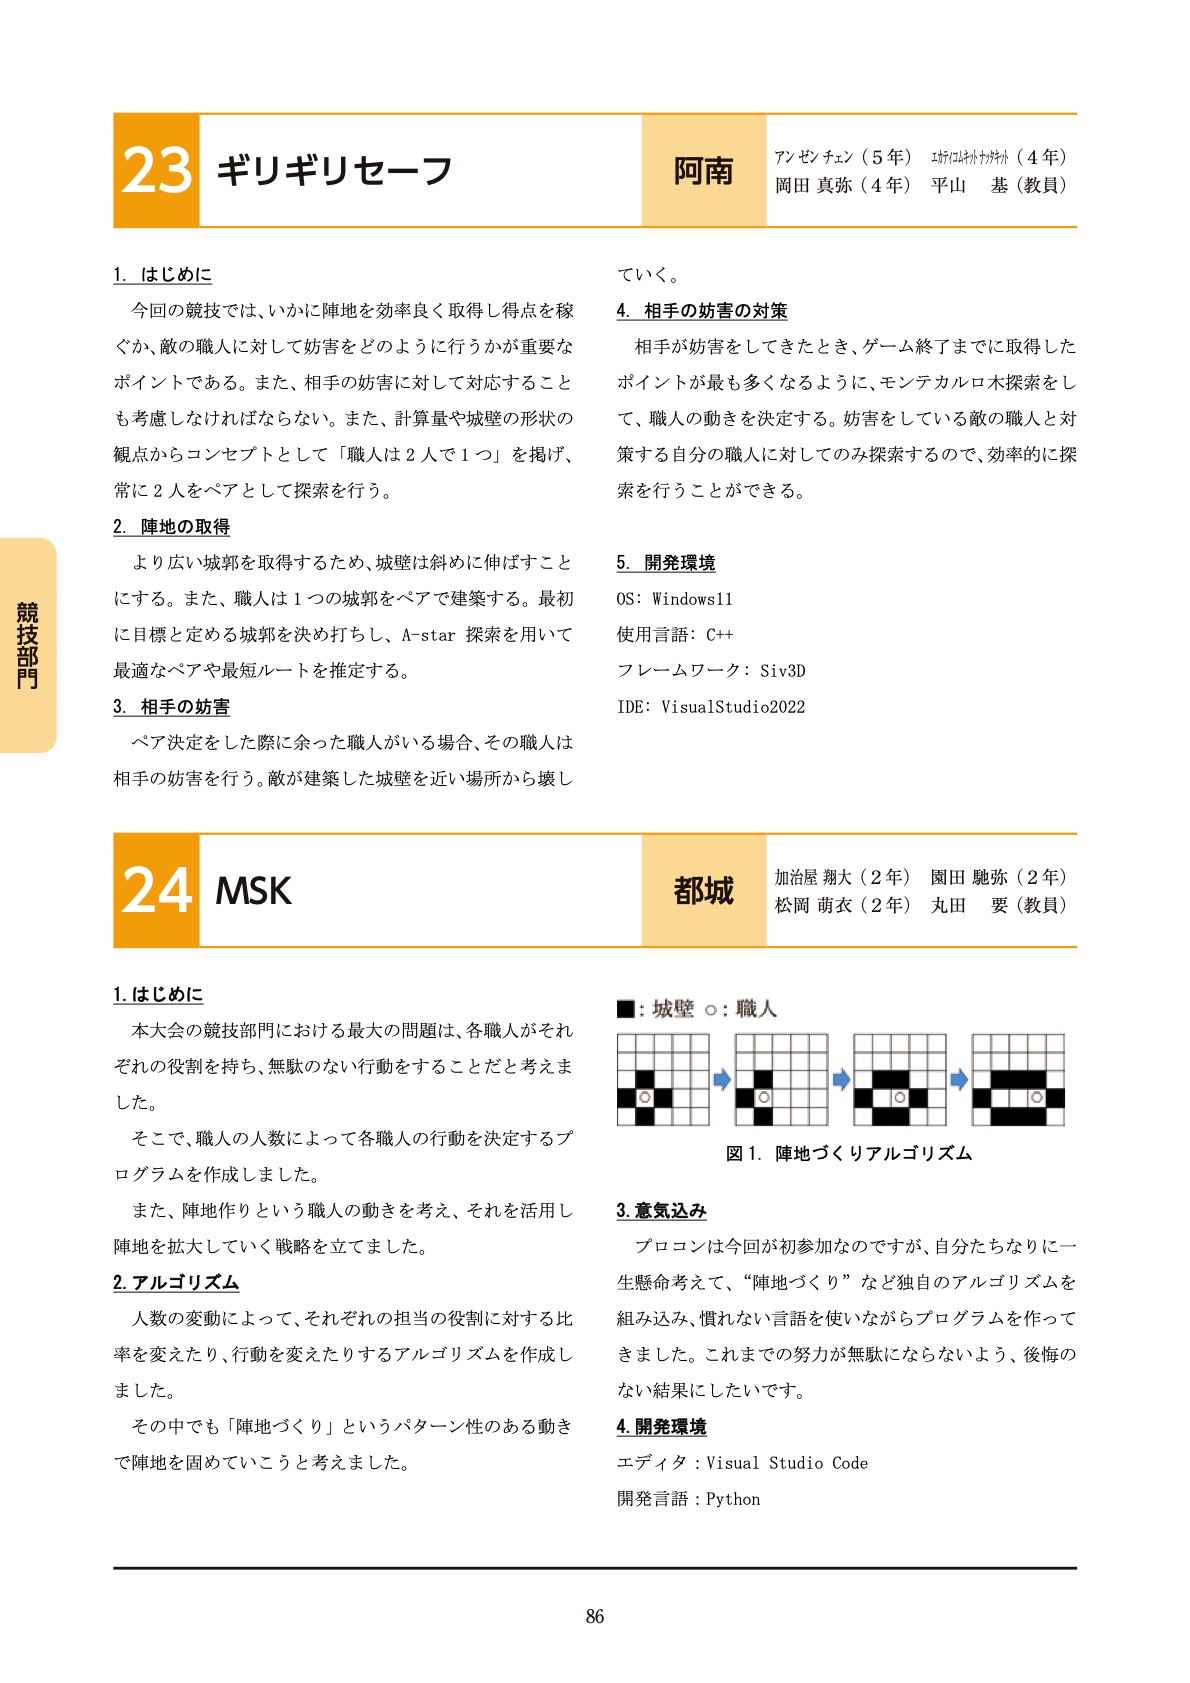 23 ギリギリセーフ
阿南
アン ゼン チェン（５年）
岡田 真弥（４年） 平山　基（教員）
（４年）
1. はじめに
今回の競技では、いかに陣地を効率良く取得し得点を稼
ぐか、敵の職人に対して妨害をどのように行うかが重要な
ポイントである。また、相手の妨害に対して対応すること
も考慮しなければならない。また、計算量や城壁の形状の
観点からコンセプトとして「職人は 2 人で 1 つ」を掲げ、
常に 2 人をペアとして探索を行う。
2. 陣地の取得
より広い城郭を取得するため、城壁は斜めに伸ばすこと
にする。また、職人は 1 つの城郭をペアで建築する。最初
に目標と定める城郭を決め打ちし、A-star 探索を用いて
最適なペアや最短ルートを推定する。
3. 相手の妨害
ペア決定をした際に余った職人がいる場合、その職人は
相手の妨害を行う。敵が建築した城壁を近い場所から壊し
ていく。
4. 相手の妨害の対策
相手が妨害をしてきたとき、ゲーム終了までに取得した
ポイントが最も多くなるように、モンテカルロ木探索をし
て、職人の動きを決定する。妨害をしている敵の職人と対
策する自分の職人に対してのみ探索するので、効率的に探
索を行うことができる。
5. 開発環境
OS: Windows11
使用言語: C++
フレームワーク: Siv3D
IDE: VisualStudio2022
競技部門
24 MSK
都城
加治屋 翔大（２年） 園田 馳弥（２年）
松岡 萌衣（２年） 丸田　要（教員）
1. はじめに
本大会の競技部門における最大の問題は、各職人がそれ
ぞれの役割を持ち、無駄のない行動をすることだと考えま
した。
そこで、職人の人数によって各職人の行動を決定するプ
ログラムを作成しました。
また、陣地作りという職人の動きを考え、それを活用し
陣地を拡大していく戦略を立てました。
2. アルゴリズム
人数の変動によって、それぞれの担当の役割に対する比
率を変えたり、行動を変えたりするアルゴリズムを作成し
ました。
その中でも「陣地づくり」というパターン性のある動き
で陣地を固めていこうと考えました。
■：城壁 ○：職人
図 1. 陣地づくりアルゴリズム
3. 意気込み
プロコンは今回が初参加なのですが、自分たちなりに一
生懸命考えて、“陣地づくり” など独自のアルゴリズムを
組み込み、慣れない言語を使いながらプログラムを作って
きました。これまでの努力が無駄にならないよう、後悔の
ない結果にしたいです。
4. 開発環境
エディタ：Visual Studio Code
開発言語：Python
86